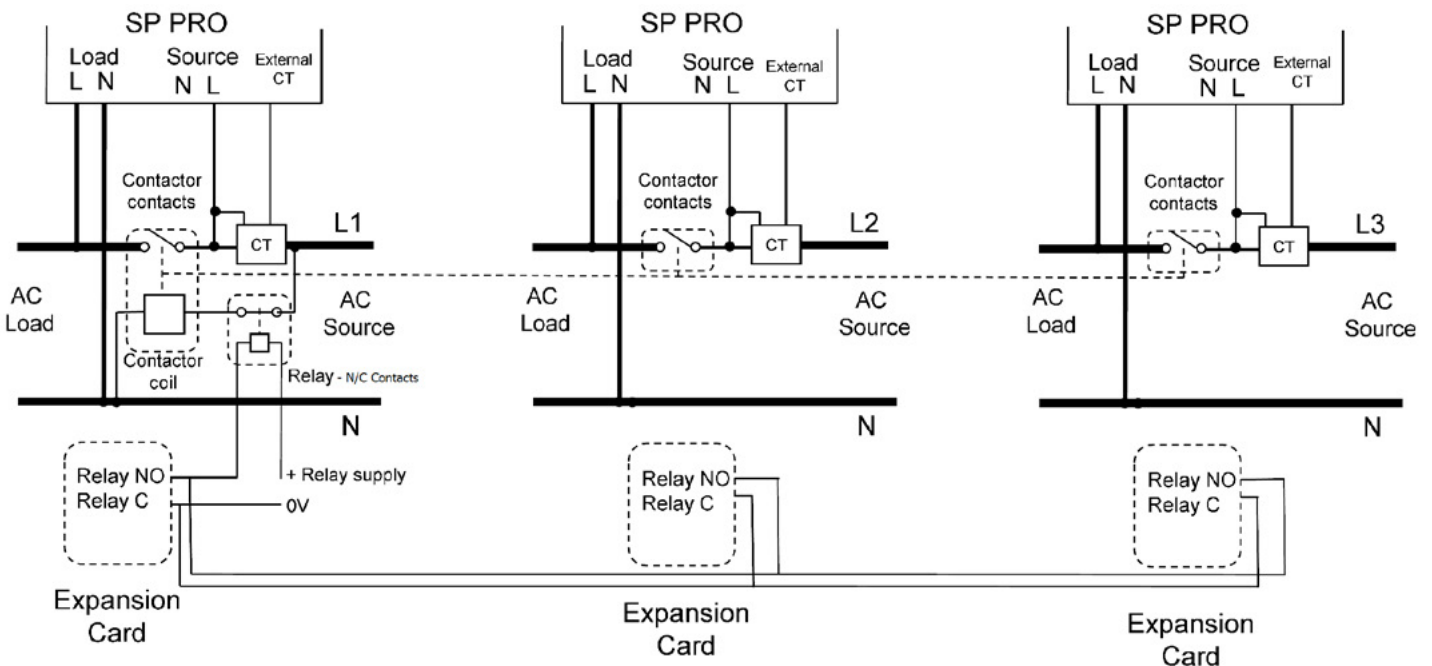 SP PRO
Load Source External
CT
L N N L
Contactor
contacts
L1
CT
AC
Load
AC
Source
Contactor
coil
Relay - N/C Contacts
N
Relay NO
Relay C
+ Relay supply
0V
Expansion
Card
SP PRO
Load Source External
CT
L N N L
Contactor
contacts
L2
CT
AC
Load
AC
Source
N
Relay NO
Relay C
Expansion
Card
SP PRO
Load Source External
CT
L N N L
Contactor
contacts
L3
CT
AC
Load
AC
Source
N
Relay NO
Relay C
Expansion
Card